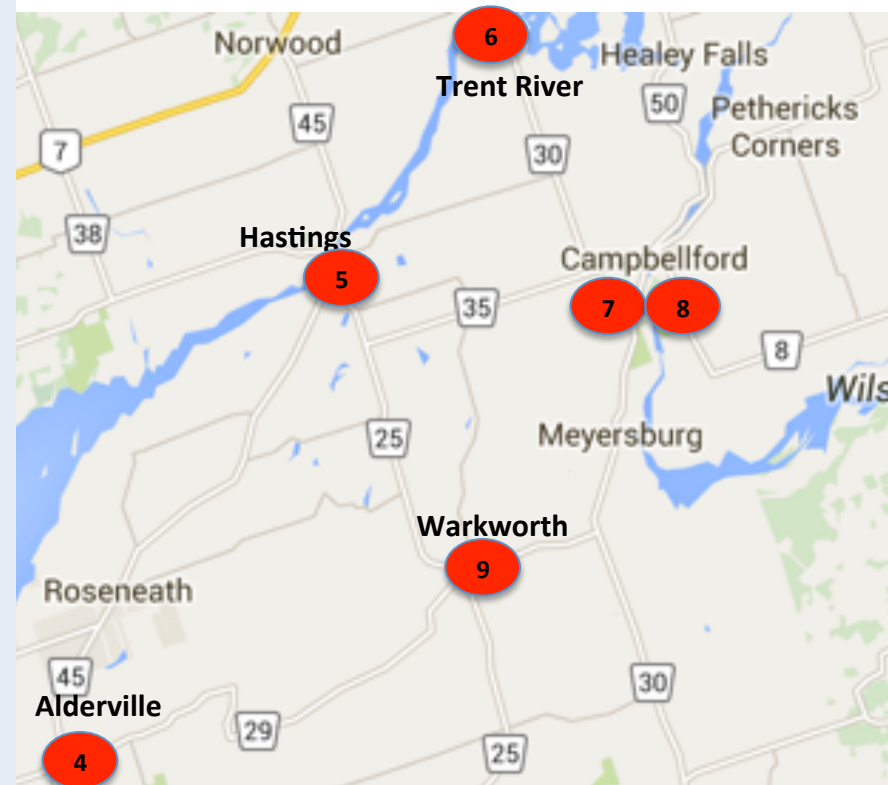 6
Norwood
Healey Falls
Trent River
50
Pethericks
Corners
45
7
30
38
Hastings
Campbellford
5
7
8
35
8
Wils
25
Meyersburg
Warkworth
9
Roseneath
45
30
Alderville
29
25
4